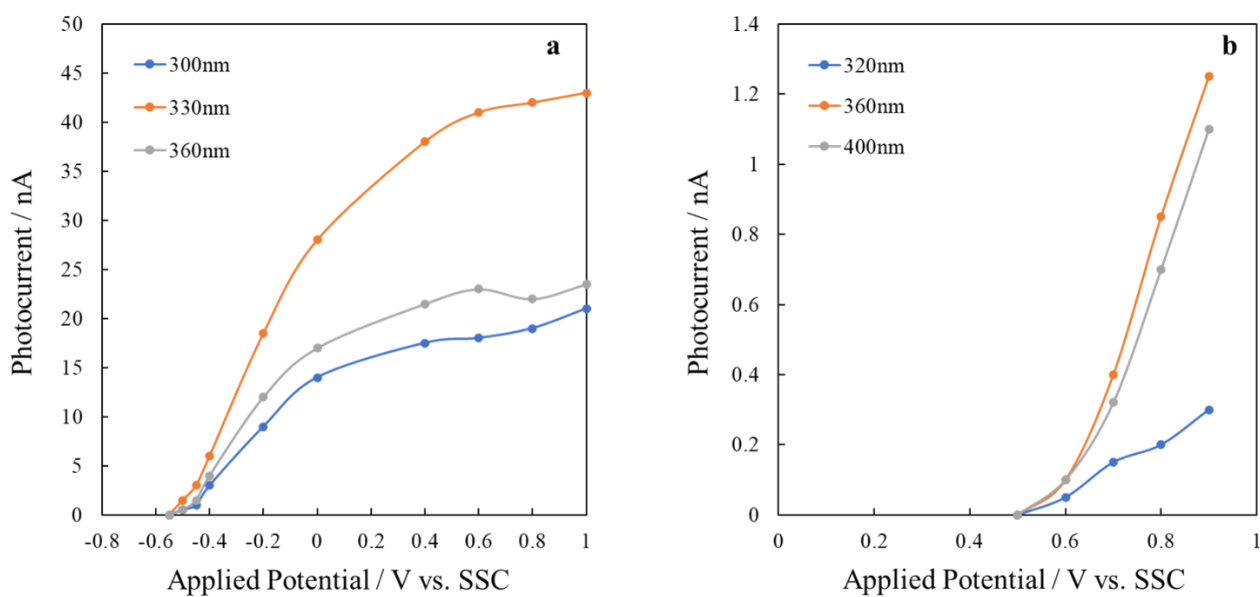 a
50
45
40
35
30
25
20
15
10
5
0
300nm
330nm
360nm
Photocurrent / nA
-0.8 -0.6 -0.4 -0.2 0 0.2 0.4 0.6 0.8 1
Applied Potential / V vs. SSC
b
1.4
1.2
1
0.8
0.6
0.4
0.2
0
320nm
360nm
400nm
Photocurrent / nA
0 0.2 0.4 0.6 0.8 1
Applied Potential / V vs. SSC